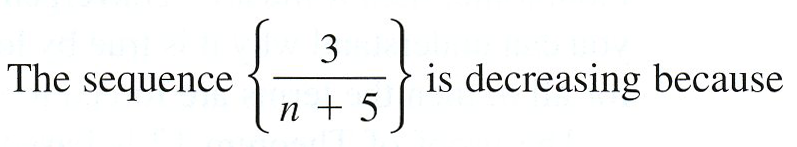 The sequence { 3 / (n + 5) } is decreasing because